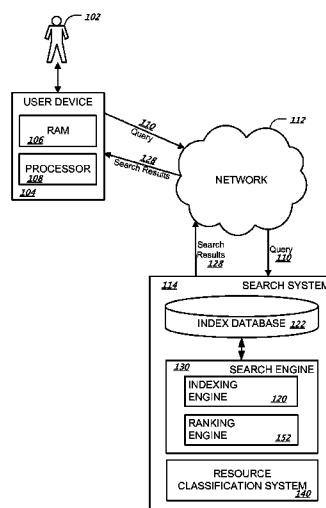 102
USER DEVICE
RAM
106
PROCESSOR
108
104
110
Query
128
Search Results
112
NETWORK
Search
Results
128
Query
110
114 SEARCH SYSTEM
INDEX DATABASE 122
130 SEARCH ENGINE
INDEXING
ENGINE 120
RANKING
ENGINE 152
RESOURCE
CLASSIFICATION SYSTEM
140